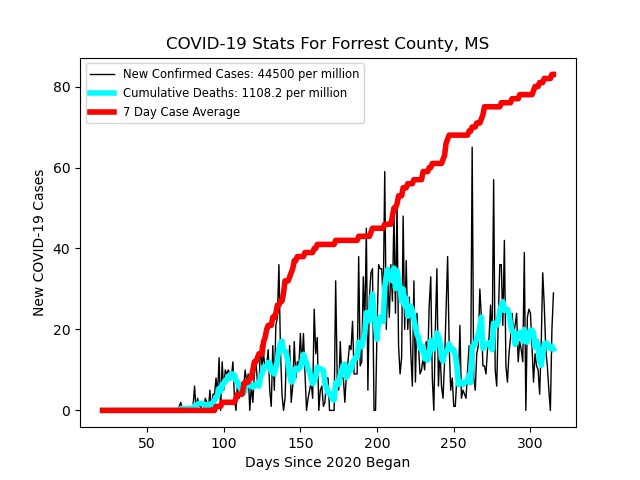 COVID-19 Stats For Forrest County, MS
New Confirmed Cases: 44500 per million
Cumulative Deaths: 1108.2 per million
7 Day Case Average
New COVID-19 Cases
80
60
40
20
0
50 100 150 200 250 300
Days Since 2020 Began